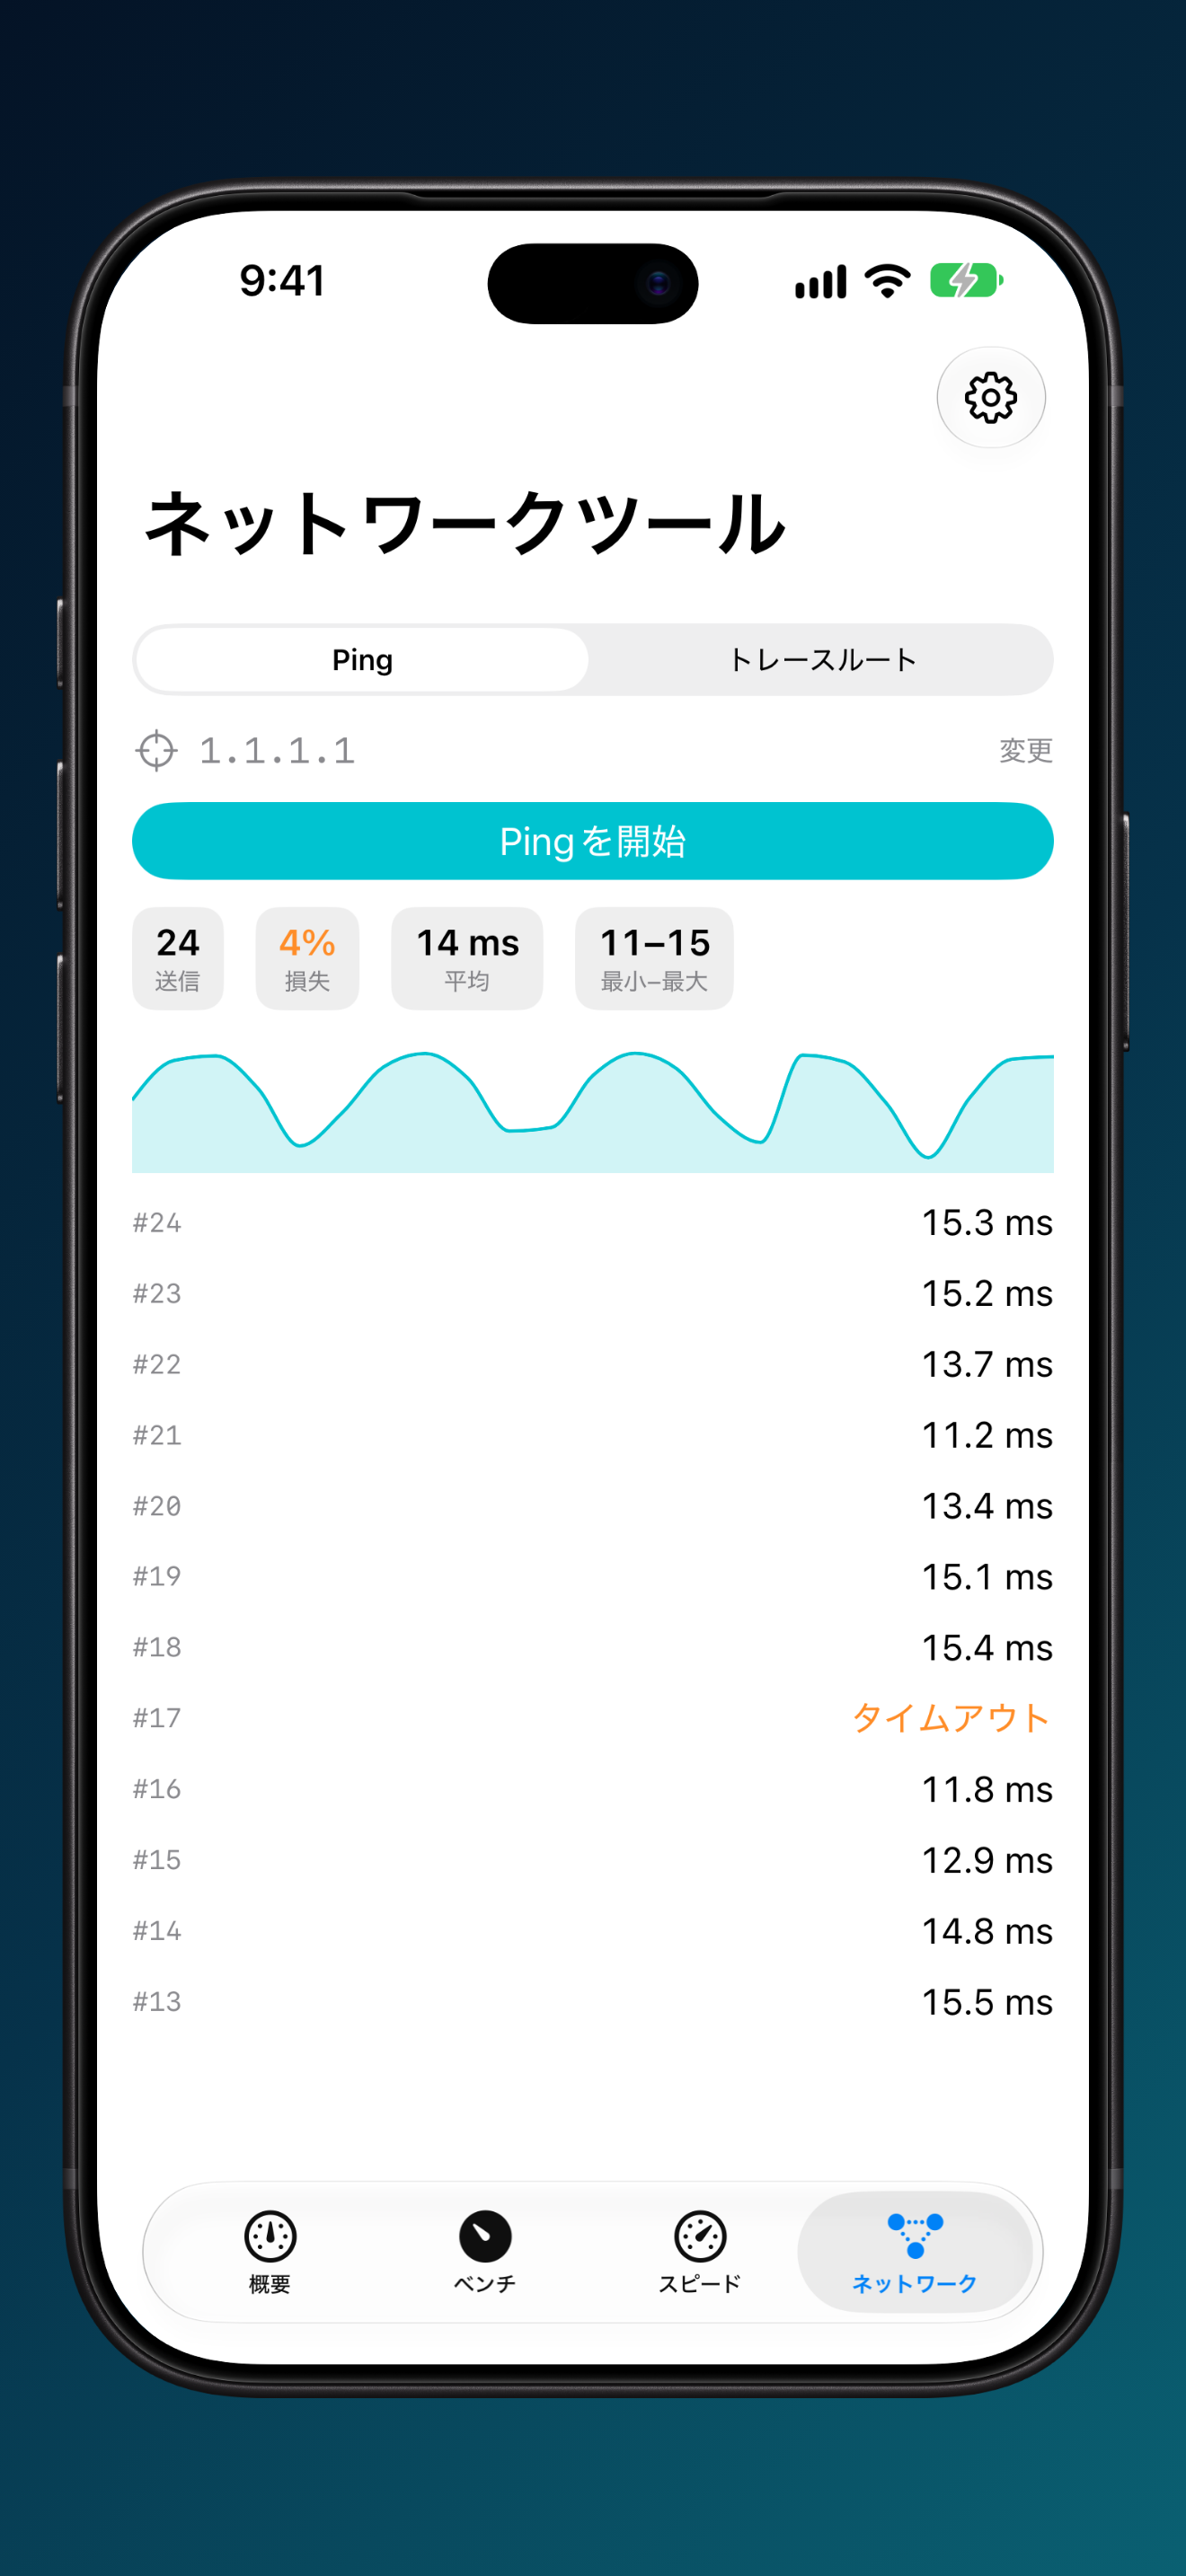 9:41
ネットワークツール
Ping トレースルート
1.1.1.1 変更
Pingを開始
24 4% 14 ms 11–15
送信 損失 平均 最小–最大
#24 15.3 ms
#23 15.2 ms
#22 13.7 ms
#21 11.2 ms
#20 13.4 ms
#19 15.1 ms
#18 15.4 ms
#17 タイムアウト
#16 11.8 ms
#15 12.9 ms
#14 14.8 ms
#13 15.5 ms
概要 ベンチ スピード ネットワーク